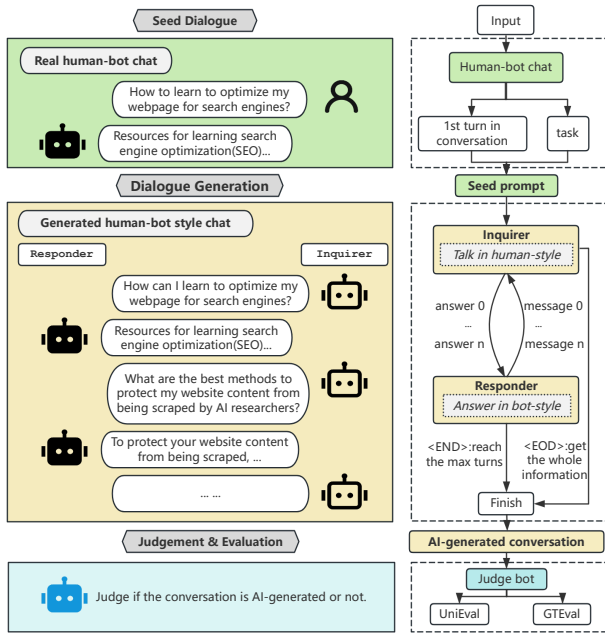 Seed Dialogue
Real human-bot chat
How to learn to optimize my
webpage for search engines?
Resources for learning search
engine optimization(SEO)...
Dialogue Generation
Generated human-bot style chat
Responder
Inquirer
How can I learn to optimize my
webpage for search engines?
Resources for learning search
engine optimization(SEO)...
What are the best methods to
protect my website content from
being scraped by AI researchers?
To protect your website content
from being scraped, ...
... ...
Judgement & Evaluation
Judge if the conversation is AI-generated or not.
Input
Human-bot chat
1st turn in
conversation
task
Seed prompt
Inquirer
Talk in human-style
answer 0
...
answer n
message 0
...
message n
Responder
Answer in bot-style
<END>:reach
the max turns
<EOD>:get
the whole
information
Finish
AI-generated conversation
Judge bot
UniEval
GTEval